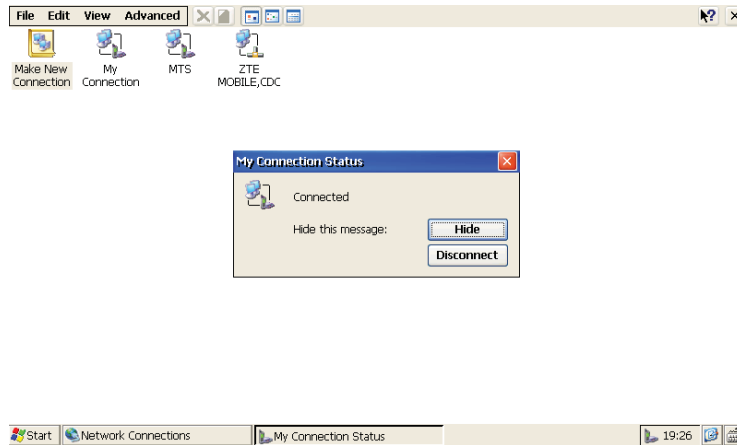 File Edit View Advanced
Make New Connection
My Connection
MTS
ZTE MOBILE,CDC
My Connection Status
Connected
Hide this message:
Hide
Disconnect
Start
Network Connections
My Connection Status
19:26